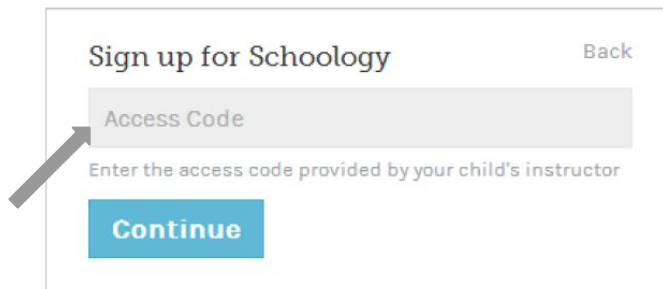 Sign up for Schoology Back
Access Code
Enter the access code provided by your child's instructor
Continue